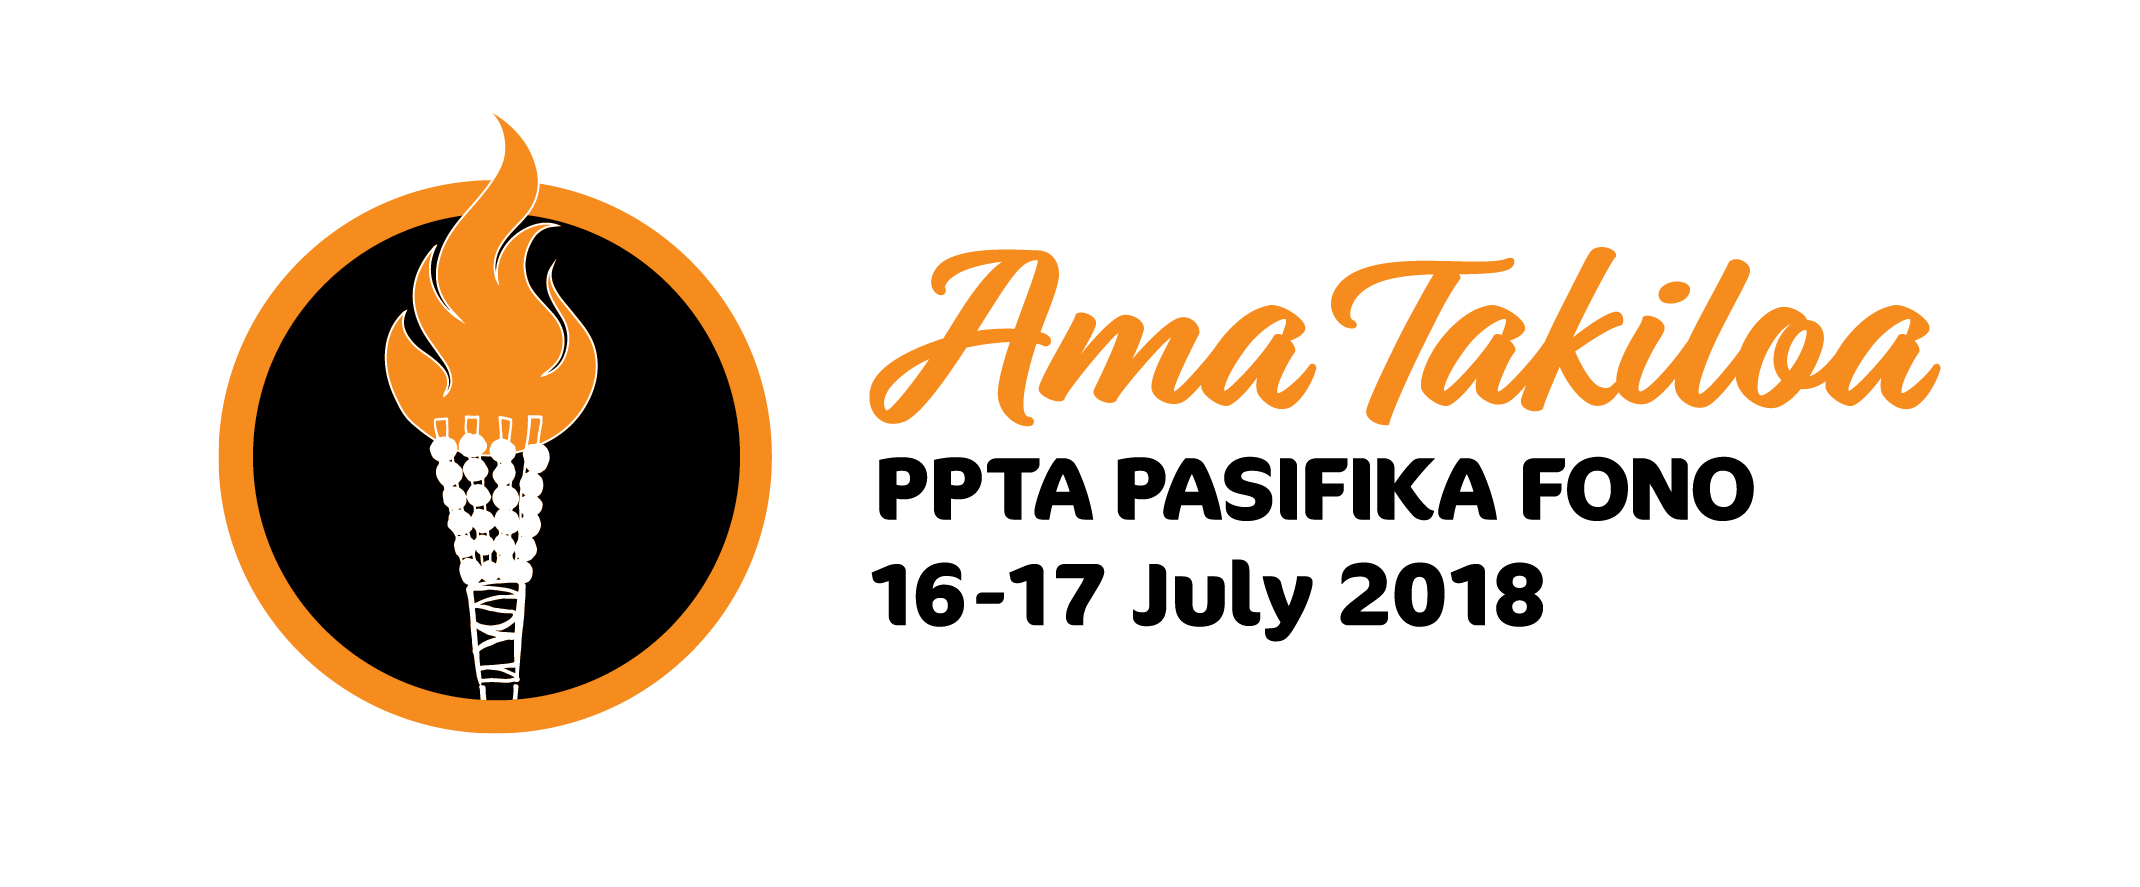 Ama Takiloa
PPTA PASIFIKA FONO
16-17 July 2018